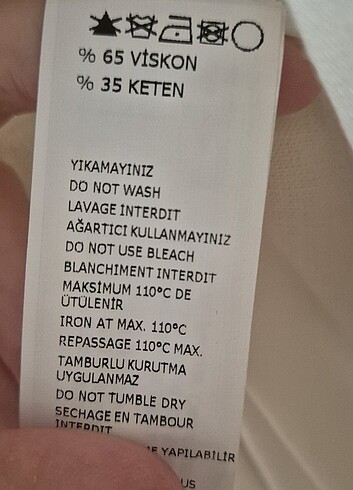 % 65 VİSKON
% 35 KETEN
YIKAMAYINIZ
DO NOT WASH
LAVAGE İNTERDIT
AĞARTICI KULLANMAYINIZ
DO NOT USE BLEACH
BLANCHIMENT INTERDIT
MAKSİMUM 110°C DE
ÜTÜLENİR
IRON AT MAX. 110°C
REPASSAGE 110°C MAX.
TAMBURLU KURUTMA
UYGULANMAZ
DO NOT TUMBLE DRY
SECHAGE EN TAMBOUR
INTERDIT
YAPILABİLİR